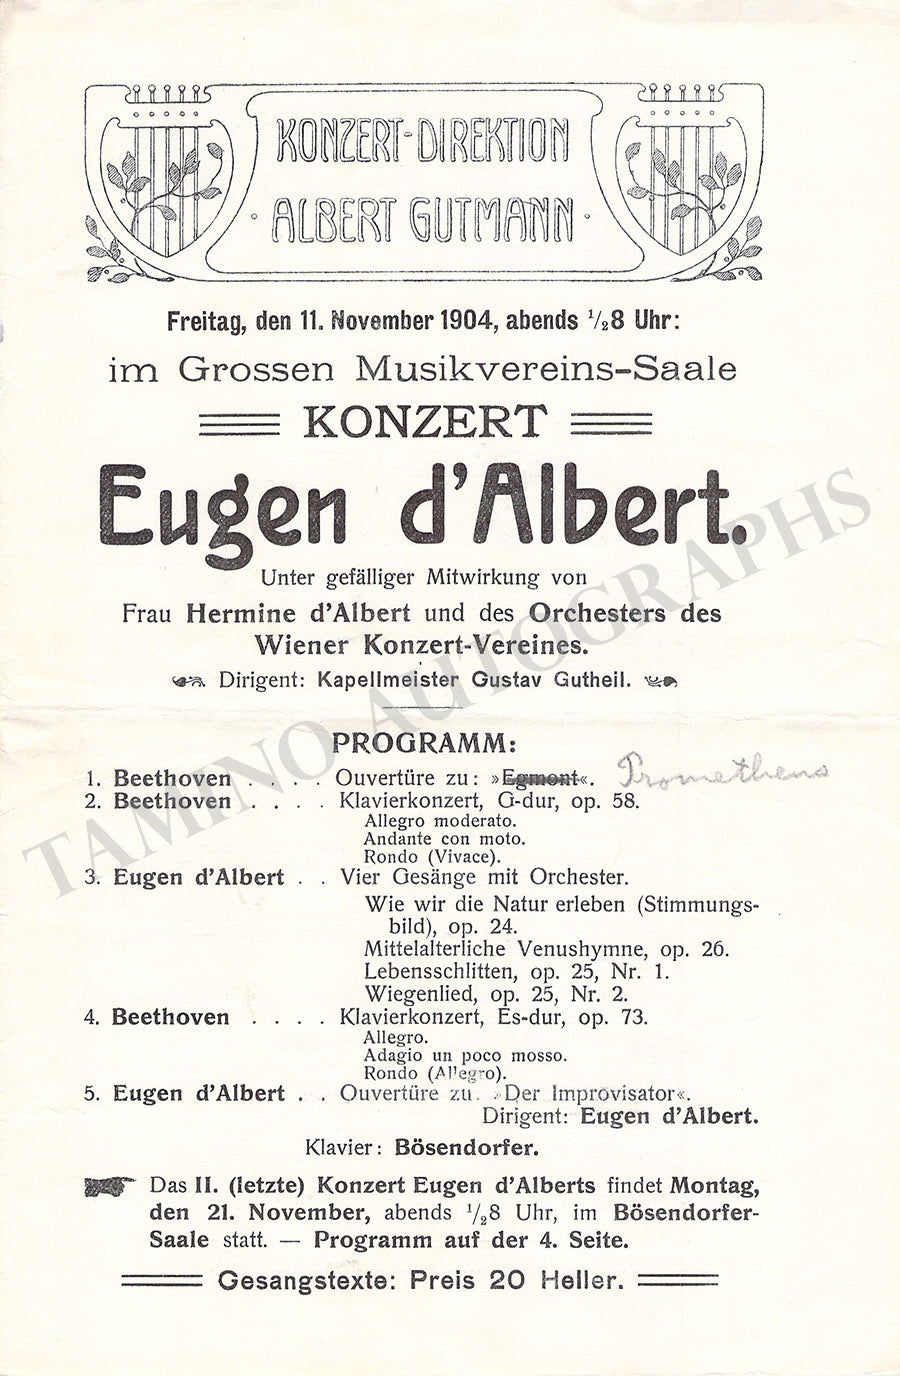 KONZERT-DIREKTION
ALBERT GUTMANN
Freitag, den 11. November 1904, abends ½8 Uhr:
im Grossen Musikvereins-Saale
KONZERT
Eugen d'Albert.
Unter gefälliger Mitwirkung von
Frau Hermine d'Albert und des Orchesters des
Wiener Konzert-Vereines.
Dirigent: Kapellmeister Gustav Gutheil.
PROGRAMM:
1. Beethoven . . . . Ouvertüre zu: »Egmont«. Prometheus
2. Beethoven . . . . Klavierkonzert, G-dur, op. 58.
Allegro moderato.
Andante con moto.
Rondo (Vivace).
3. Eugen d'Albert . . Vier Gesänge mit Orchester.
Wie wir die Natur erleben (Stimmungs-
bild), op. 24.
Mittelalterliche Venushymne, op. 26.
Lebensschlitten, op. 25, Nr. 1.
Wiegenlied, op. 25, Nr. 2.
4. Beethoven . . . . Klavierkonzert, Es-dur, op. 73.
Allegro.
Adagio un poco mosso.
Rondo (Allegro).
5. Eugen d'Albert . . Ouvertüre zu. »Der Improvisator«.
Dirigent: Eugen d'Albert.
Klavier: Bösendorfer.
Das II. (letzte) Konzert Eugen d'Alberts findet Montag,
den 21. November, abends ½8 Uhr, im Bösendorfer-
Saale statt. — Programm auf der 4. Seite.
Gesangstexte: Preis 20 Heller.
TAMINO AUTOGRAPHS